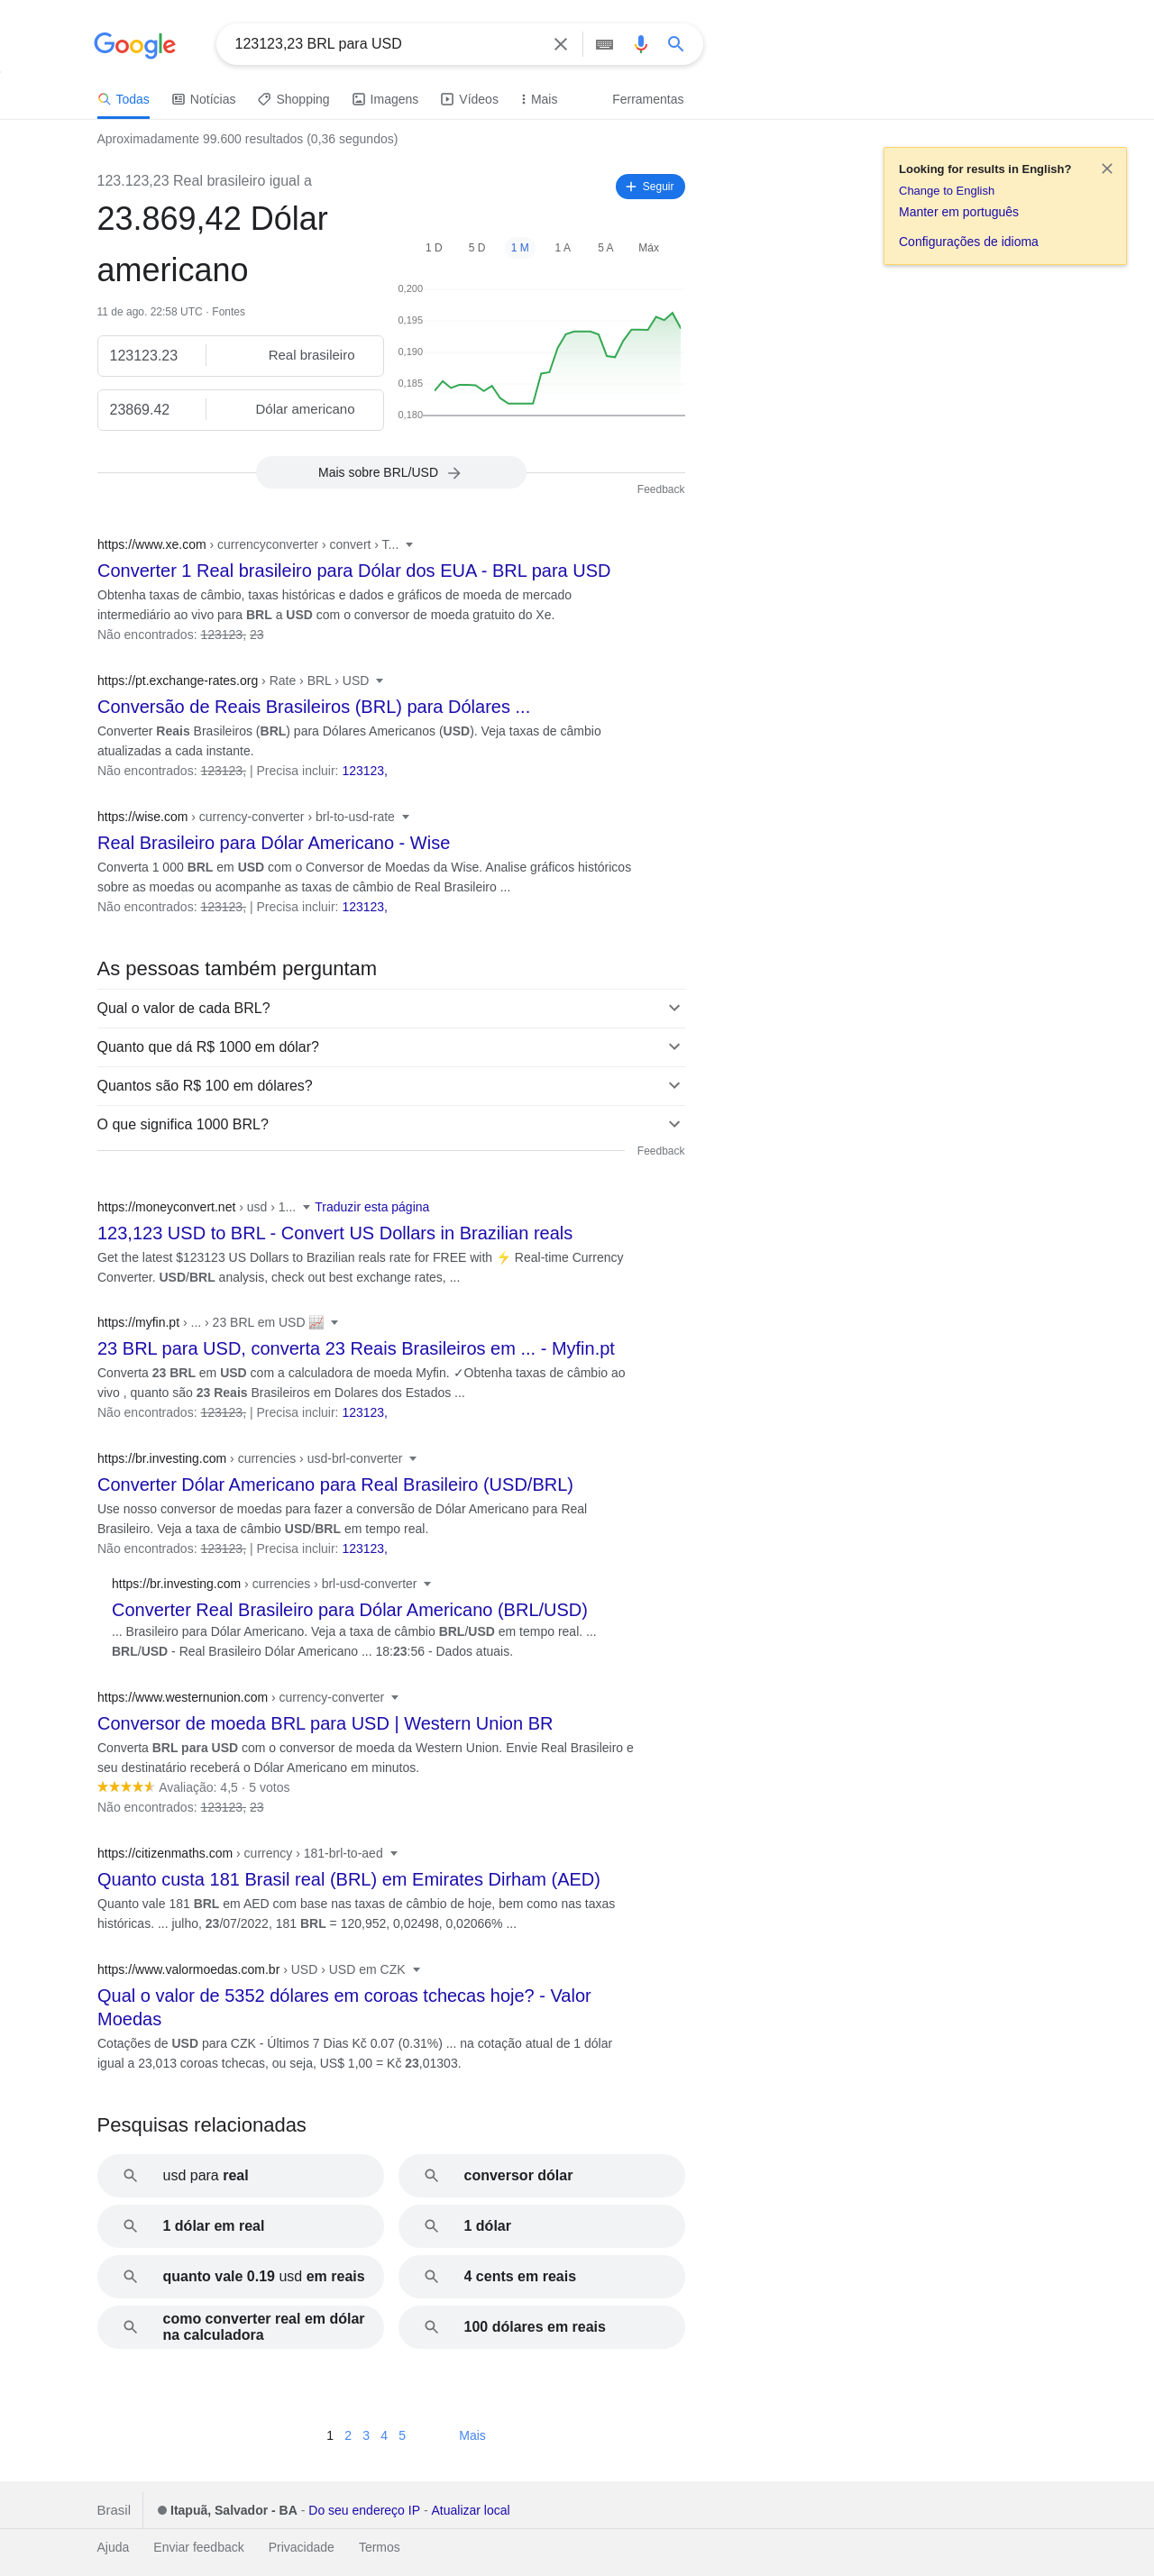 Google
123123,23 BRL para USD
Todas Notícias Shopping Imagens Vídeos Mais Ferramentas
Aproximadamente 99.600 resultados (0,36 segundos)
Looking for results in English?
Change to English
Manter em português
Configurações de idioma
123.123,23 Real brasileiro igual a
Seguir
23.869,42 Dólar
americano
11 de ago. 22:58 UTC · Fontes
123123.23 Real brasileiro
23869.42 Dólar americano
1 D 5 D 1 M 1 A 5 A Máx
0,200
0,195
0,190
0,185
0,180
Mais sobre BRL/USD
Feedback
https://www.xe.com › currencyconverter › convert › T...
Converter 1 Real brasileiro para Dólar dos EUA - BRL para USD
Obtenha taxas de câmbio, taxas históricas e dados e gráficos de moeda de mercado
intermediário ao vivo para BRL a USD com o conversor de moeda gratuito do Xe.
Não encontrados: 123123, 23
https://pt.exchange-rates.org › Rate › BRL › USD
Conversão de Reais Brasileiros (BRL) para Dólares ...
Converter Reais Brasileiros (BRL) para Dólares Americanos (USD). Veja taxas de câmbio
atualizadas a cada instante.
Não encontrados: 123123, | Precisa incluir: 123123,
https://wise.com › currency-converter › brl-to-usd-rate
Real Brasileiro para Dólar Americano - Wise
Converta 1 000 BRL em USD com o Conversor de Moedas da Wise. Analise gráficos históricos
sobre as moedas ou acompanhe as taxas de câmbio de Real Brasileiro ...
Não encontrados: 123123, | Precisa incluir: 123123,
As pessoas também perguntam
Qual o valor de cada BRL?
Quanto que dá R$ 1000 em dólar?
Quantos são R$ 100 em dólares?
O que significa 1000 BRL?
Feedback
https://moneyconvert.net › usd › 1... Traduzir esta página
123,123 USD to BRL - Convert US Dollars in Brazilian reals
Get the latest $123123 US Dollars to Brazilian reals rate for FREE with ⚡ Real-time Currency
Converter. USD/BRL analysis, check out best exchange rates, ...
https://myfin.pt › ... › 23 BRL em USD 📈
23 BRL para USD, converta 23 Reais Brasileiros em ... - Myfin.pt
Converta 23 BRL em USD com a calculadora de moeda Myfin. ✓Obtenha taxas de câmbio ao
vivo , quanto são 23 Reais Brasileiros em Dolares dos Estados ...
Não encontrados: 123123, | Precisa incluir: 123123,
https://br.investing.com › currencies › usd-brl-converter
Converter Dólar Americano para Real Brasileiro (USD/BRL)
Use nosso conversor de moedas para fazer a conversão de Dólar Americano para Real
Brasileiro. Veja a taxa de câmbio USD/BRL em tempo real.
Não encontrados: 123123, | Precisa incluir: 123123,
https://br.investing.com › currencies › brl-usd-converter
Converter Real Brasileiro para Dólar Americano (BRL/USD)
... Brasileiro para Dólar Americano. Veja a taxa de câmbio BRL/USD em tempo real. ...
BRL/USD - Real Brasileiro Dólar Americano ... 18:23:56 - Dados atuais.
https://www.westernunion.com › currency-converter
Conversor de moeda BRL para USD | Western Union BR
Converta BRL para USD com o conversor de moeda da Western Union. Envie Real Brasileiro e
seu destinatário receberá o Dólar Americano em minutos.
Avaliação: 4,5 · 5 votos
Não encontrados: 123123, 23
https://citizenmaths.com › currency › 181-brl-to-aed
Quanto custa 181 Brasil real (BRL) em Emirates Dirham (AED)
Quanto vale 181 BRL em AED com base nas taxas de câmbio de hoje, bem como nas taxas
históricas. ... julho, 23/07/2022, 181 BRL = 120,952, 0,02498, 0,02066% ...
https://www.valormoedas.com.br › USD › USD em CZK
Qual o valor de 5352 dólares em coroas tchecas hoje? - Valor
Moedas
Cotações de USD para CZK - Últimos 7 Dias Kč 0.07 (0.31%) ... na cotação atual de 1 dólar
igual a 23,013 coroas tchecas, ou seja, US$ 1,00 = Kč 23,01303.
Pesquisas relacionadas
usd para real conversor dólar
1 dólar em real 1 dólar
quanto vale 0.19 usd em reais 4 cents em reais
como converter real em dólar
na calculadora
100 dólares em reais
1 2 3 4 5 Mais
Brasil Itapuã, Salvador - BA - Do seu endereço IP - Atualizar local
Ajuda Enviar feedback Privacidade Termos